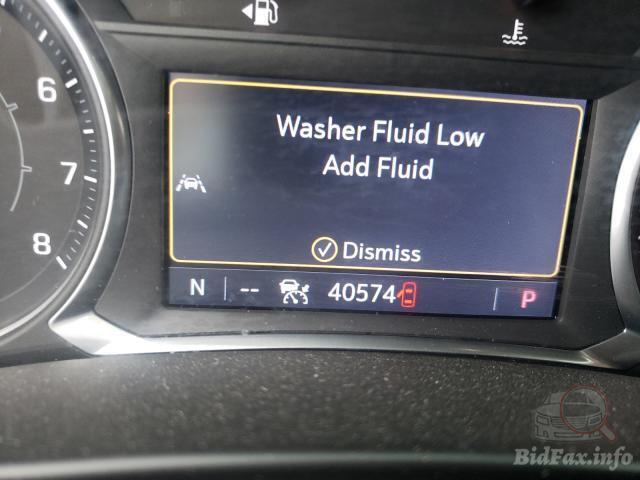 6
7
8
Washer Fluid Low
Add Fluid
Dismiss
N -- 40574 P
BidFax.info